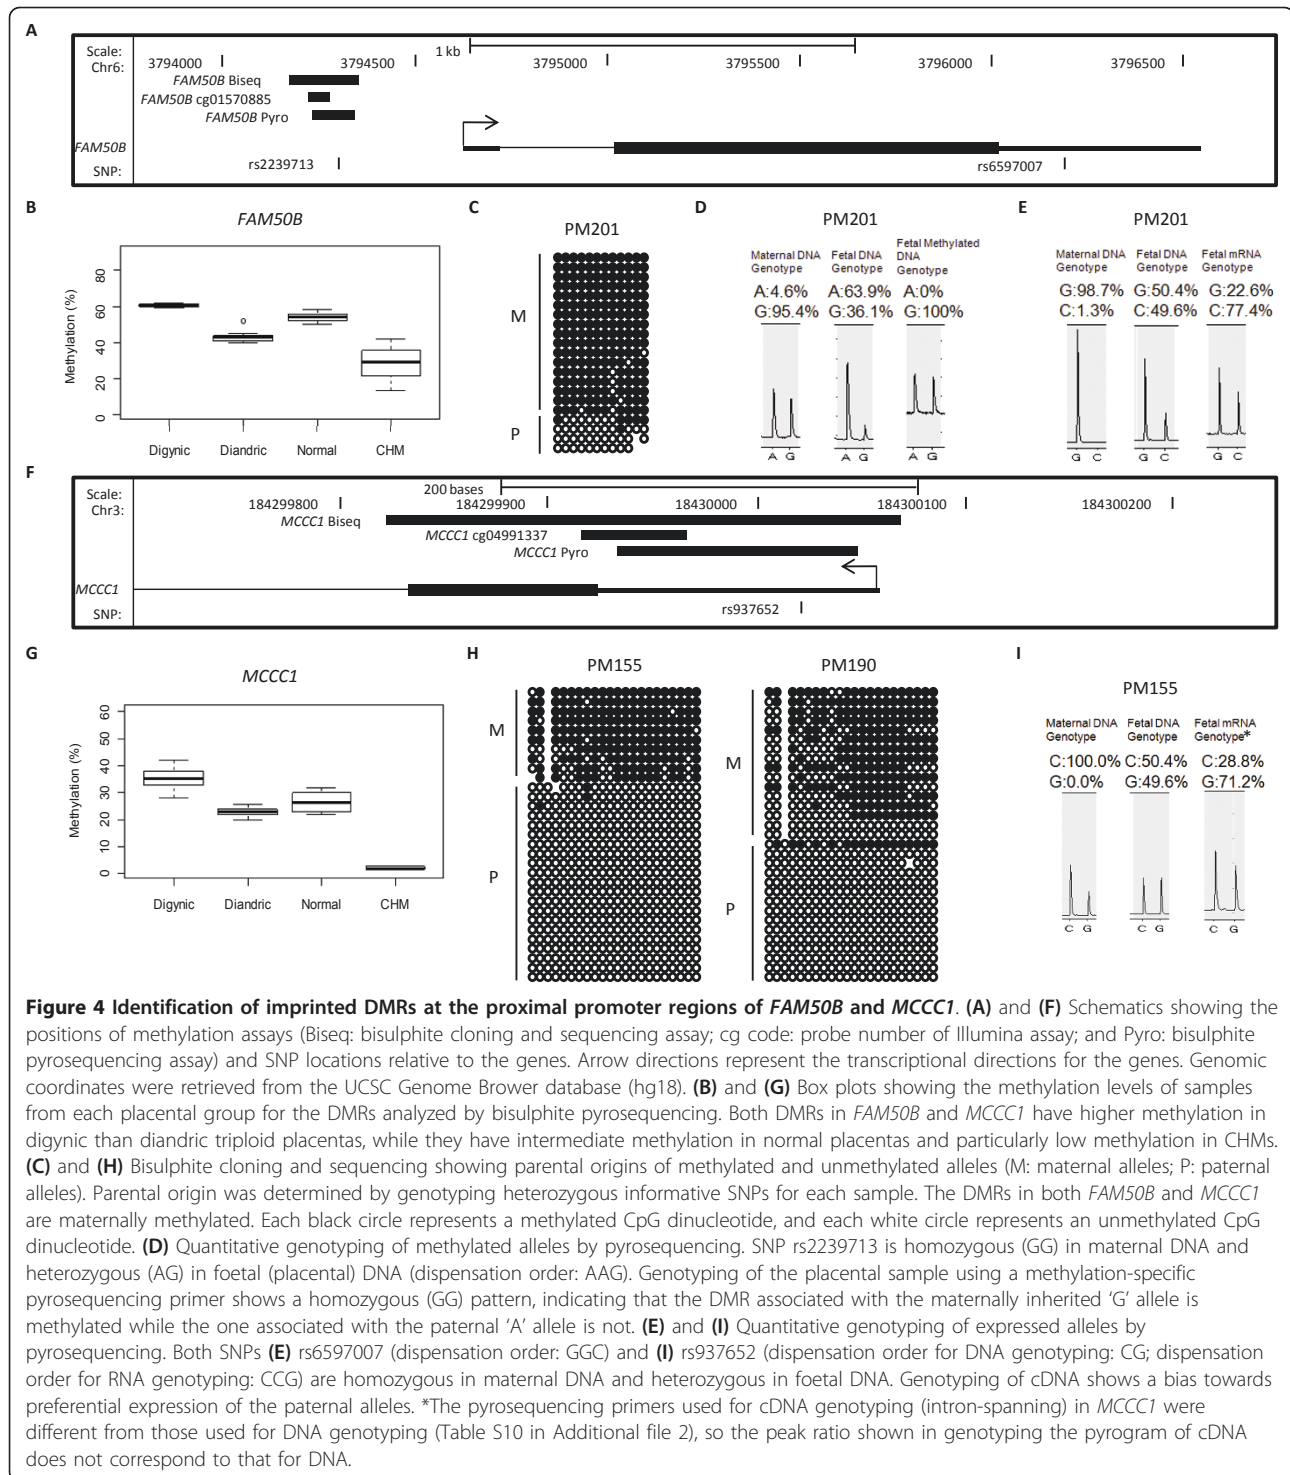 A
Scale:
1 kb
Chr6:
3794000
3794500
3795000
3795500
3796000
3796500
FAM50B Biseq
FAM50B cg01570885
FAM50B Pyro
FAM50B
SNP:
rs2239713
rs6597007
B
FAM50B
Methylation (%)
0 20 40 60 80
Digynic Diandric Normal CHM
C
PM201
M
P
D
PM201
Maternal DNA Genotype
A:4.6%
G:95.4%
A G
Fetal DNA Genotype
A:63.9%
G:36.1%
A G
Fetal Methylated DNA Genotype
A:0%
G:100%
A G
E
PM201
Maternal DNA Genotype
G:98.7%
C:1.3%
G C
Fetal DNA Genotype
G:50.4%
C:49.6%
G C
Fetal mRNA Genotype
G:22.6%
C:77.4%
G C
F
Scale:
200 bases
Chr3:
184299800
184299900
184300000
184300100
184300200
MCCC1 Biseq
MCCC1 cg04991337
MCCC1 Pyro
MCCC1
SNP:
rs937652
G
MCCC1
Methylation (%)
0 10 20 30 40 50 60
Digynic Diandric Normal CHM
H
PM155
M
P
PM190
M
P
I
PM155
Maternal DNA Genotype
C:100.0%
G:0.0%
C G
Fetal DNA Genotype
C:50.4%
G:49.6%
C G
Fetal mRNA Genotype*
C:28.8%
G:71.2%
C G
Figure 4 Identification of imprinted DMRs at the proximal promoter regions of FAM50B and MCCC1. (A) and (F) Schematics showing the
positions of methylation assays (Biseq: bisulphite cloning and sequencing assay; cg code: probe number of Illumina assay; and Pyro: bisulphite
pyrosequencing assay) and SNP locations relative to the genes. Arrow directions represent the transcriptional directions for the genes. Genomic
coordinates were retrieved from the UCSC Genome Brower database (hg18). (B) and (G) Box plots showing the methylation levels of samples
from each placental group for the DMRs analyzed by bisulphite pyrosequencing. Both DMRs in FAM50B and MCCC1 have higher methylation in
digynic than diandric triploid placentas, while they have intermediate methylation in normal placentas and particularly low methylation in CHMs.
(C) and (H) Bisulphite cloning and sequencing showing parental origins of methylated and unmethylated alleles (M: maternal alleles; P: paternal
alleles). Parental origin was determined by genotyping heterozygous informative SNPs for each sample. The DMRs in both FAM50B and MCCC1
are maternally methylated. Each black circle represents a methylated CpG dinucleotide, and each white circle represents an unmethylated CpG
dinucleotide. (D) Quantitative genotyping of methylated alleles by pyrosequencing. SNP rs2239713 is homozygous (GG) in maternal DNA and
heterozygous (AG) in foetal (placental) DNA (dispensation order: AAG). Genotyping of the placental sample using a methylation-specific
pyrosequencing primer shows a homozygous (GG) pattern, indicating that the DMR associated with the maternally inherited 'G' allele is
methylated while the one associated with the paternal 'A' allele is not. (E) and (I) Quantitative genotyping of expressed alleles by
pyrosequencing. Both SNPs (E) rs6597007 (dispensation order: GGC) and (I) rs937652 (dispensation order for DNA genotyping: CG; dispensation
order for RNA genotyping: CCG) are homozygous in maternal DNA and heterozygous in foetal DNA. Genotyping of cDNA shows a bias towards
preferential expression of the paternal alleles. *The pyrosequencing primers used for cDNA genotyping (intron-spanning) in MCCC1 were
different from those used for DNA genotyping (Table S10 in Additional file 2), so the peak ratio shown in genotyping the pyrogram of cDNA
does not correspond to that for DNA.